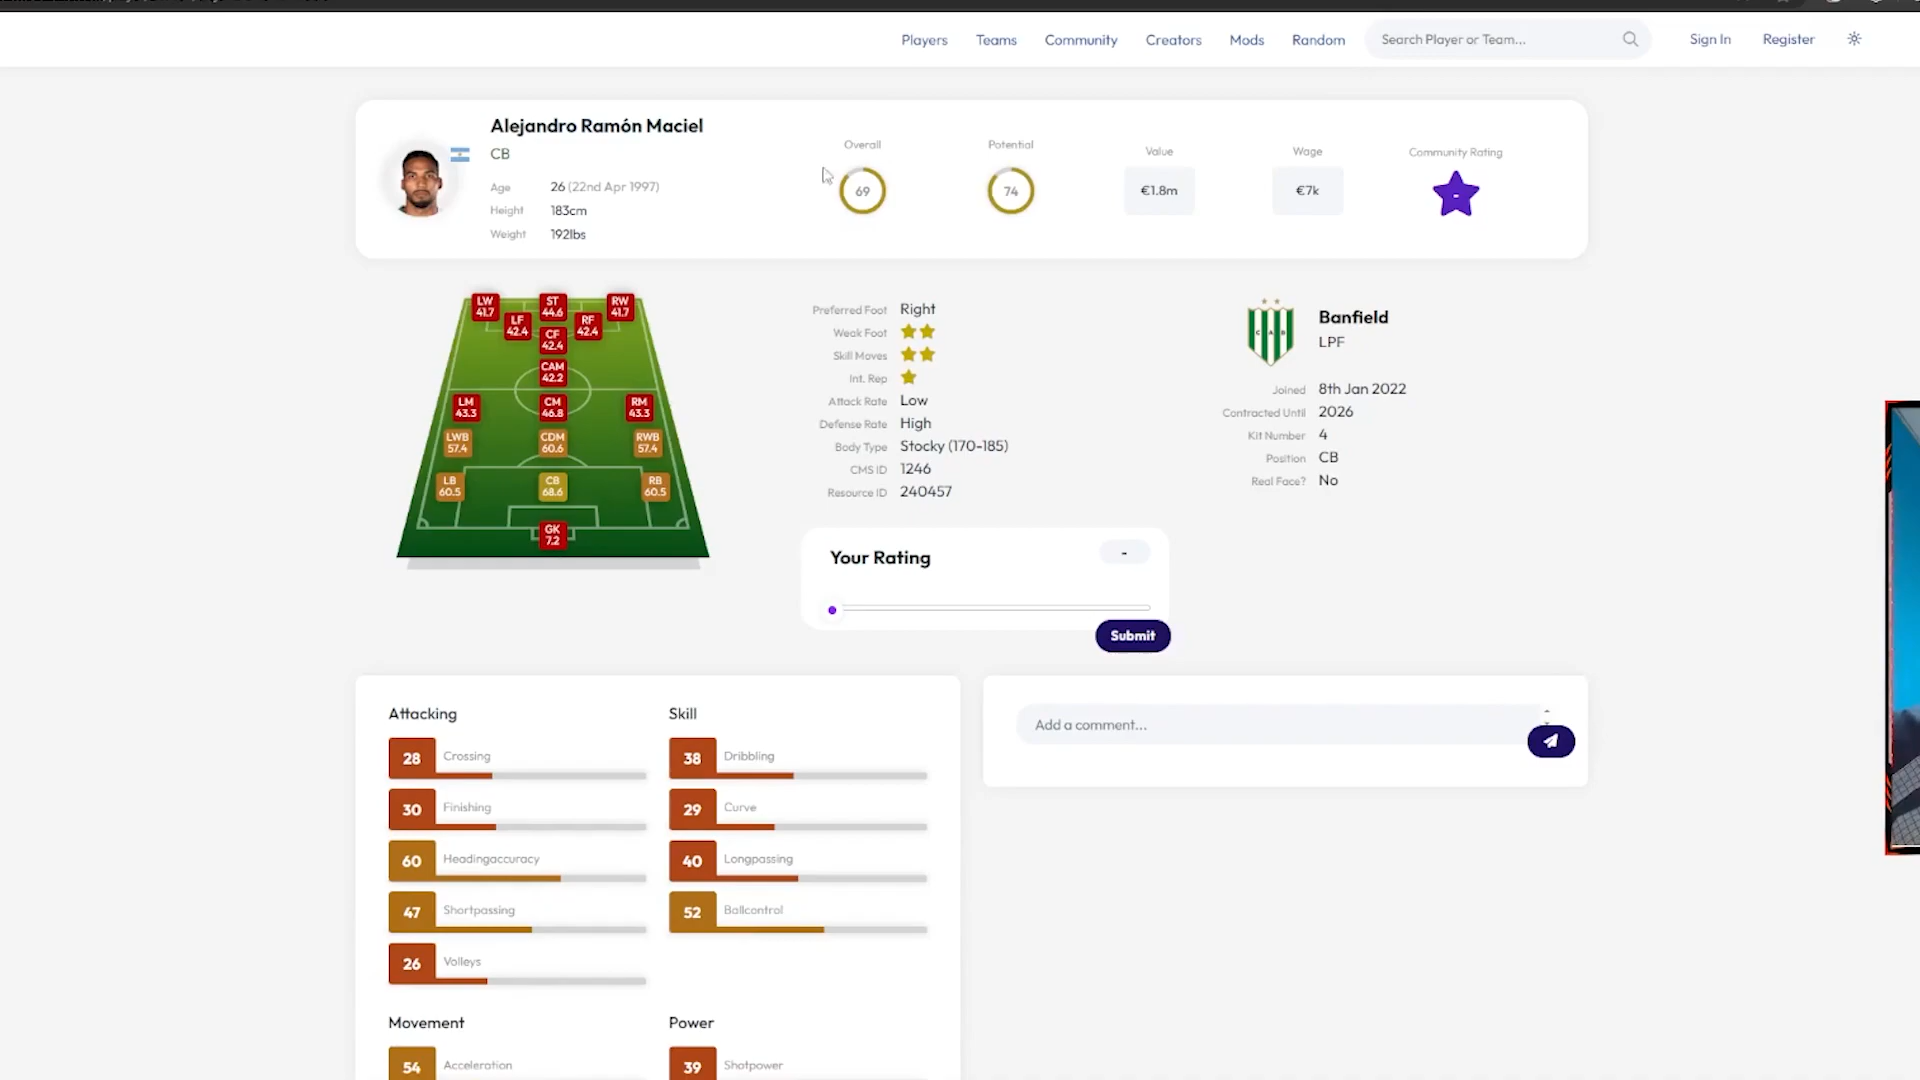 Players Teams Community Creators Mods Random Search Player or Team... Sign In Register
Alejandro Ramón Maciel
CB
Age 26 (22nd Apr 1997)
Height 183cm
Weight 192lbs
Overall
69
Potential
74
Value
€1.8m
Wage
€7k
Community Rating
-
LW
41.7
ST
44.6
RW
41.7
LF
42.4
RF
42.4
CF
42.4
CAM
42.2
LM
43.3
CM
46.8
RM
43.3
LWB
57.4
CDM
60.6
RWB
57.4
LB
60.5
CB
68.6
RB
60.5
GK
7.2
Preferred Foot Right
Weak Foot
Skill Moves
Int. Rep
Attack Rate Low
Defense Rate High
Body Type Stocky (170-185)
CMS ID 1246
Resource ID 240457
CAB
Banfield
LPF
Joined 8th Jan 2022
Contracted Until 2026
Kit Number 4
Position CB
Real Face? No
Your Rating -
Submit
Attacking
28 Crossing
30 Finishing
60 Headingaccuracy
47 Shortpassing
26 Volleys
Skill
38 Dribbling
29 Curve
40 Longpassing
52 Ballcontrol
Movement
54 Acceleration
Power
39 Shotpower
Add a comment...